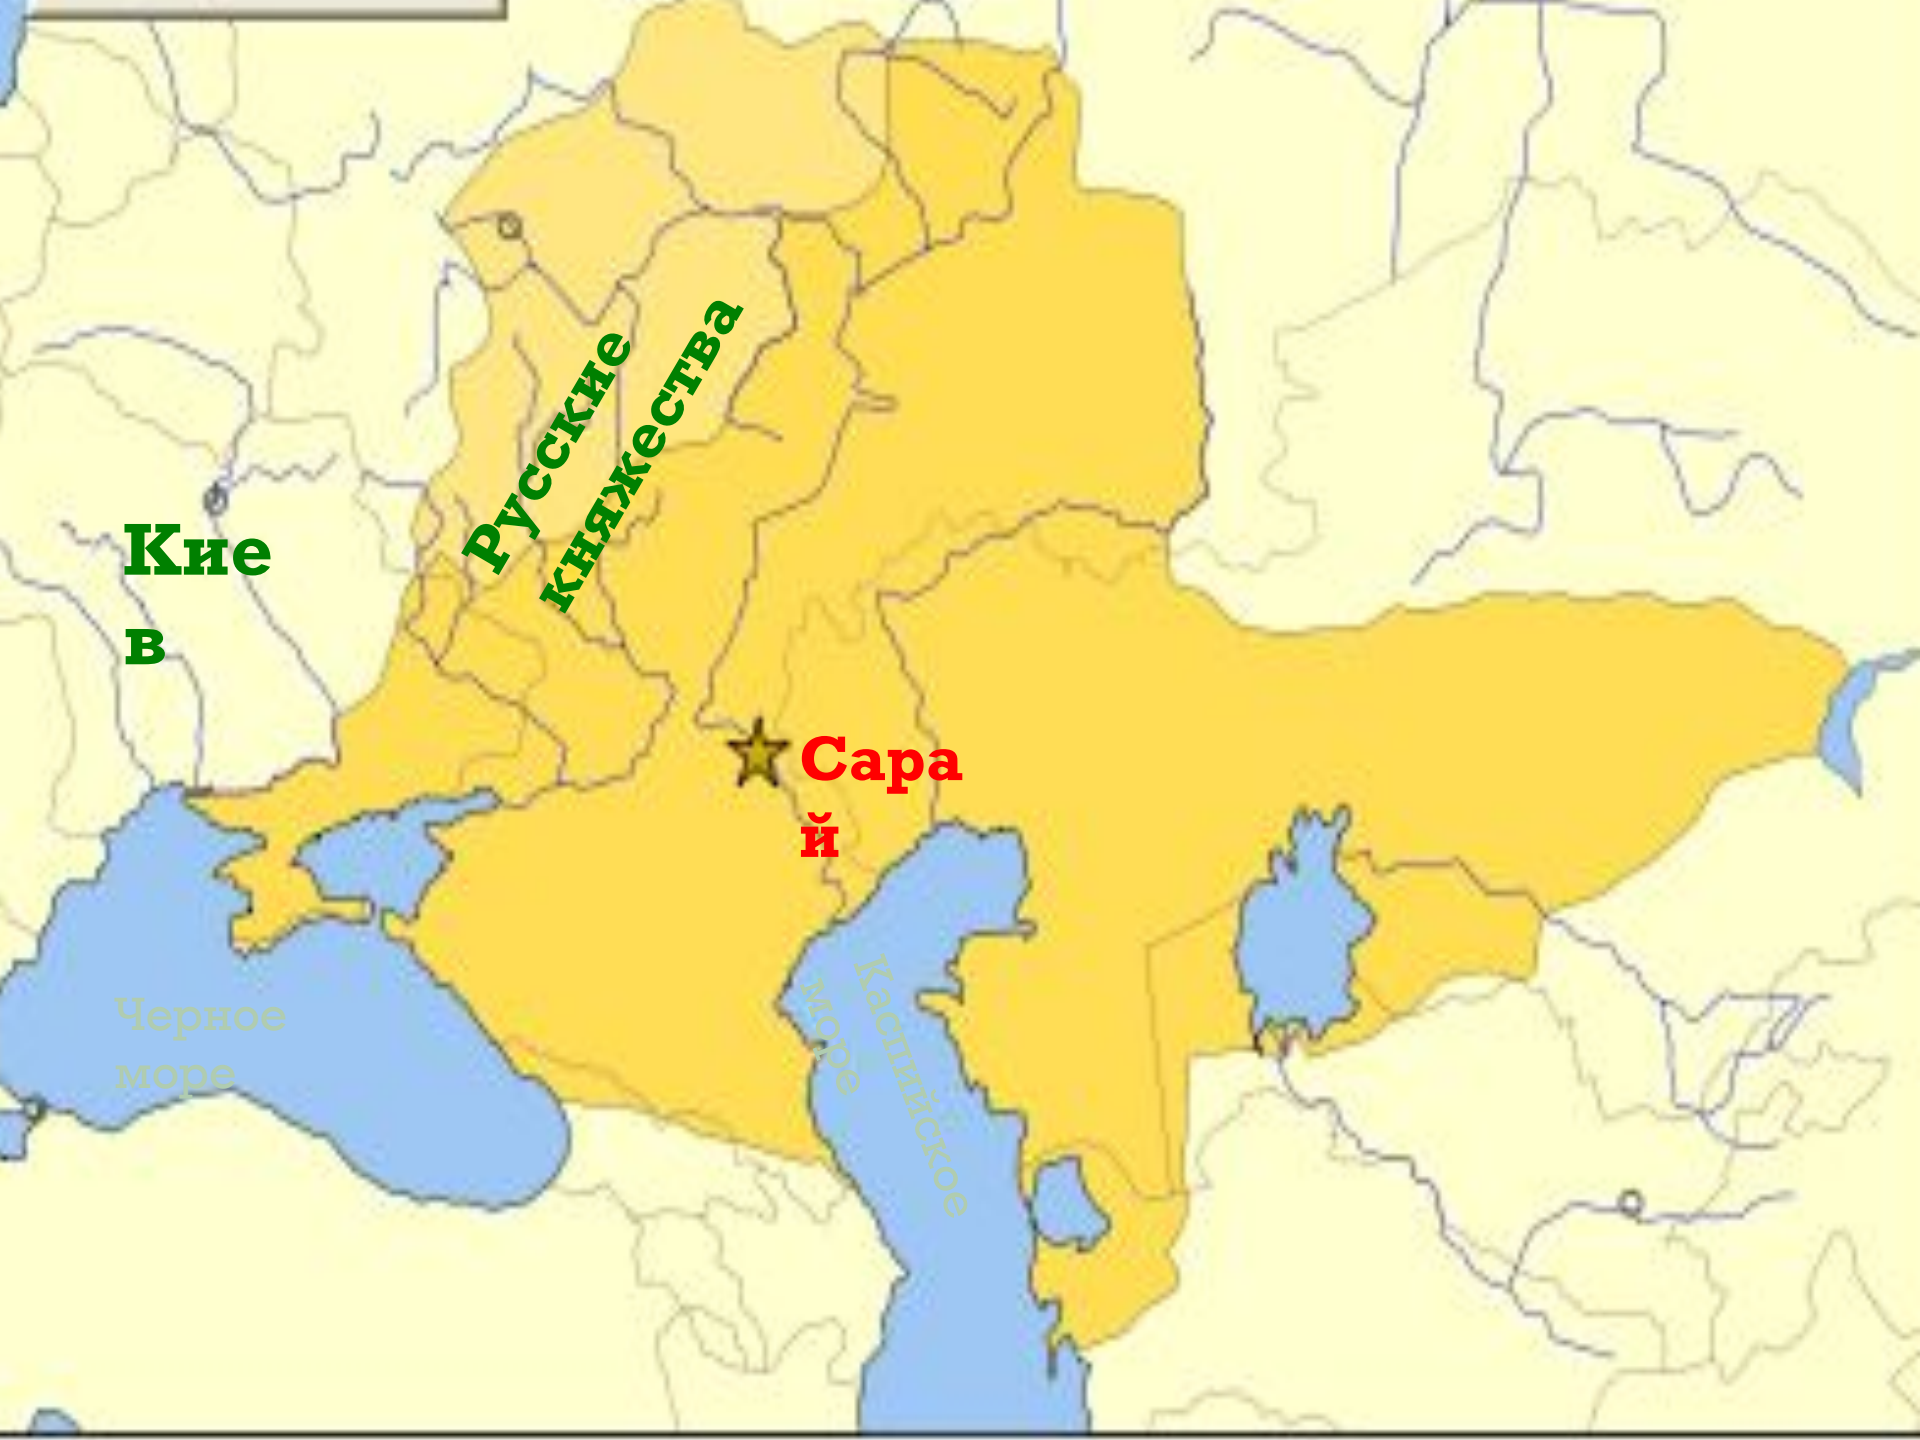 Русские
княжества
Кие
в
Сара
й
Черное
море
Каспийское
море